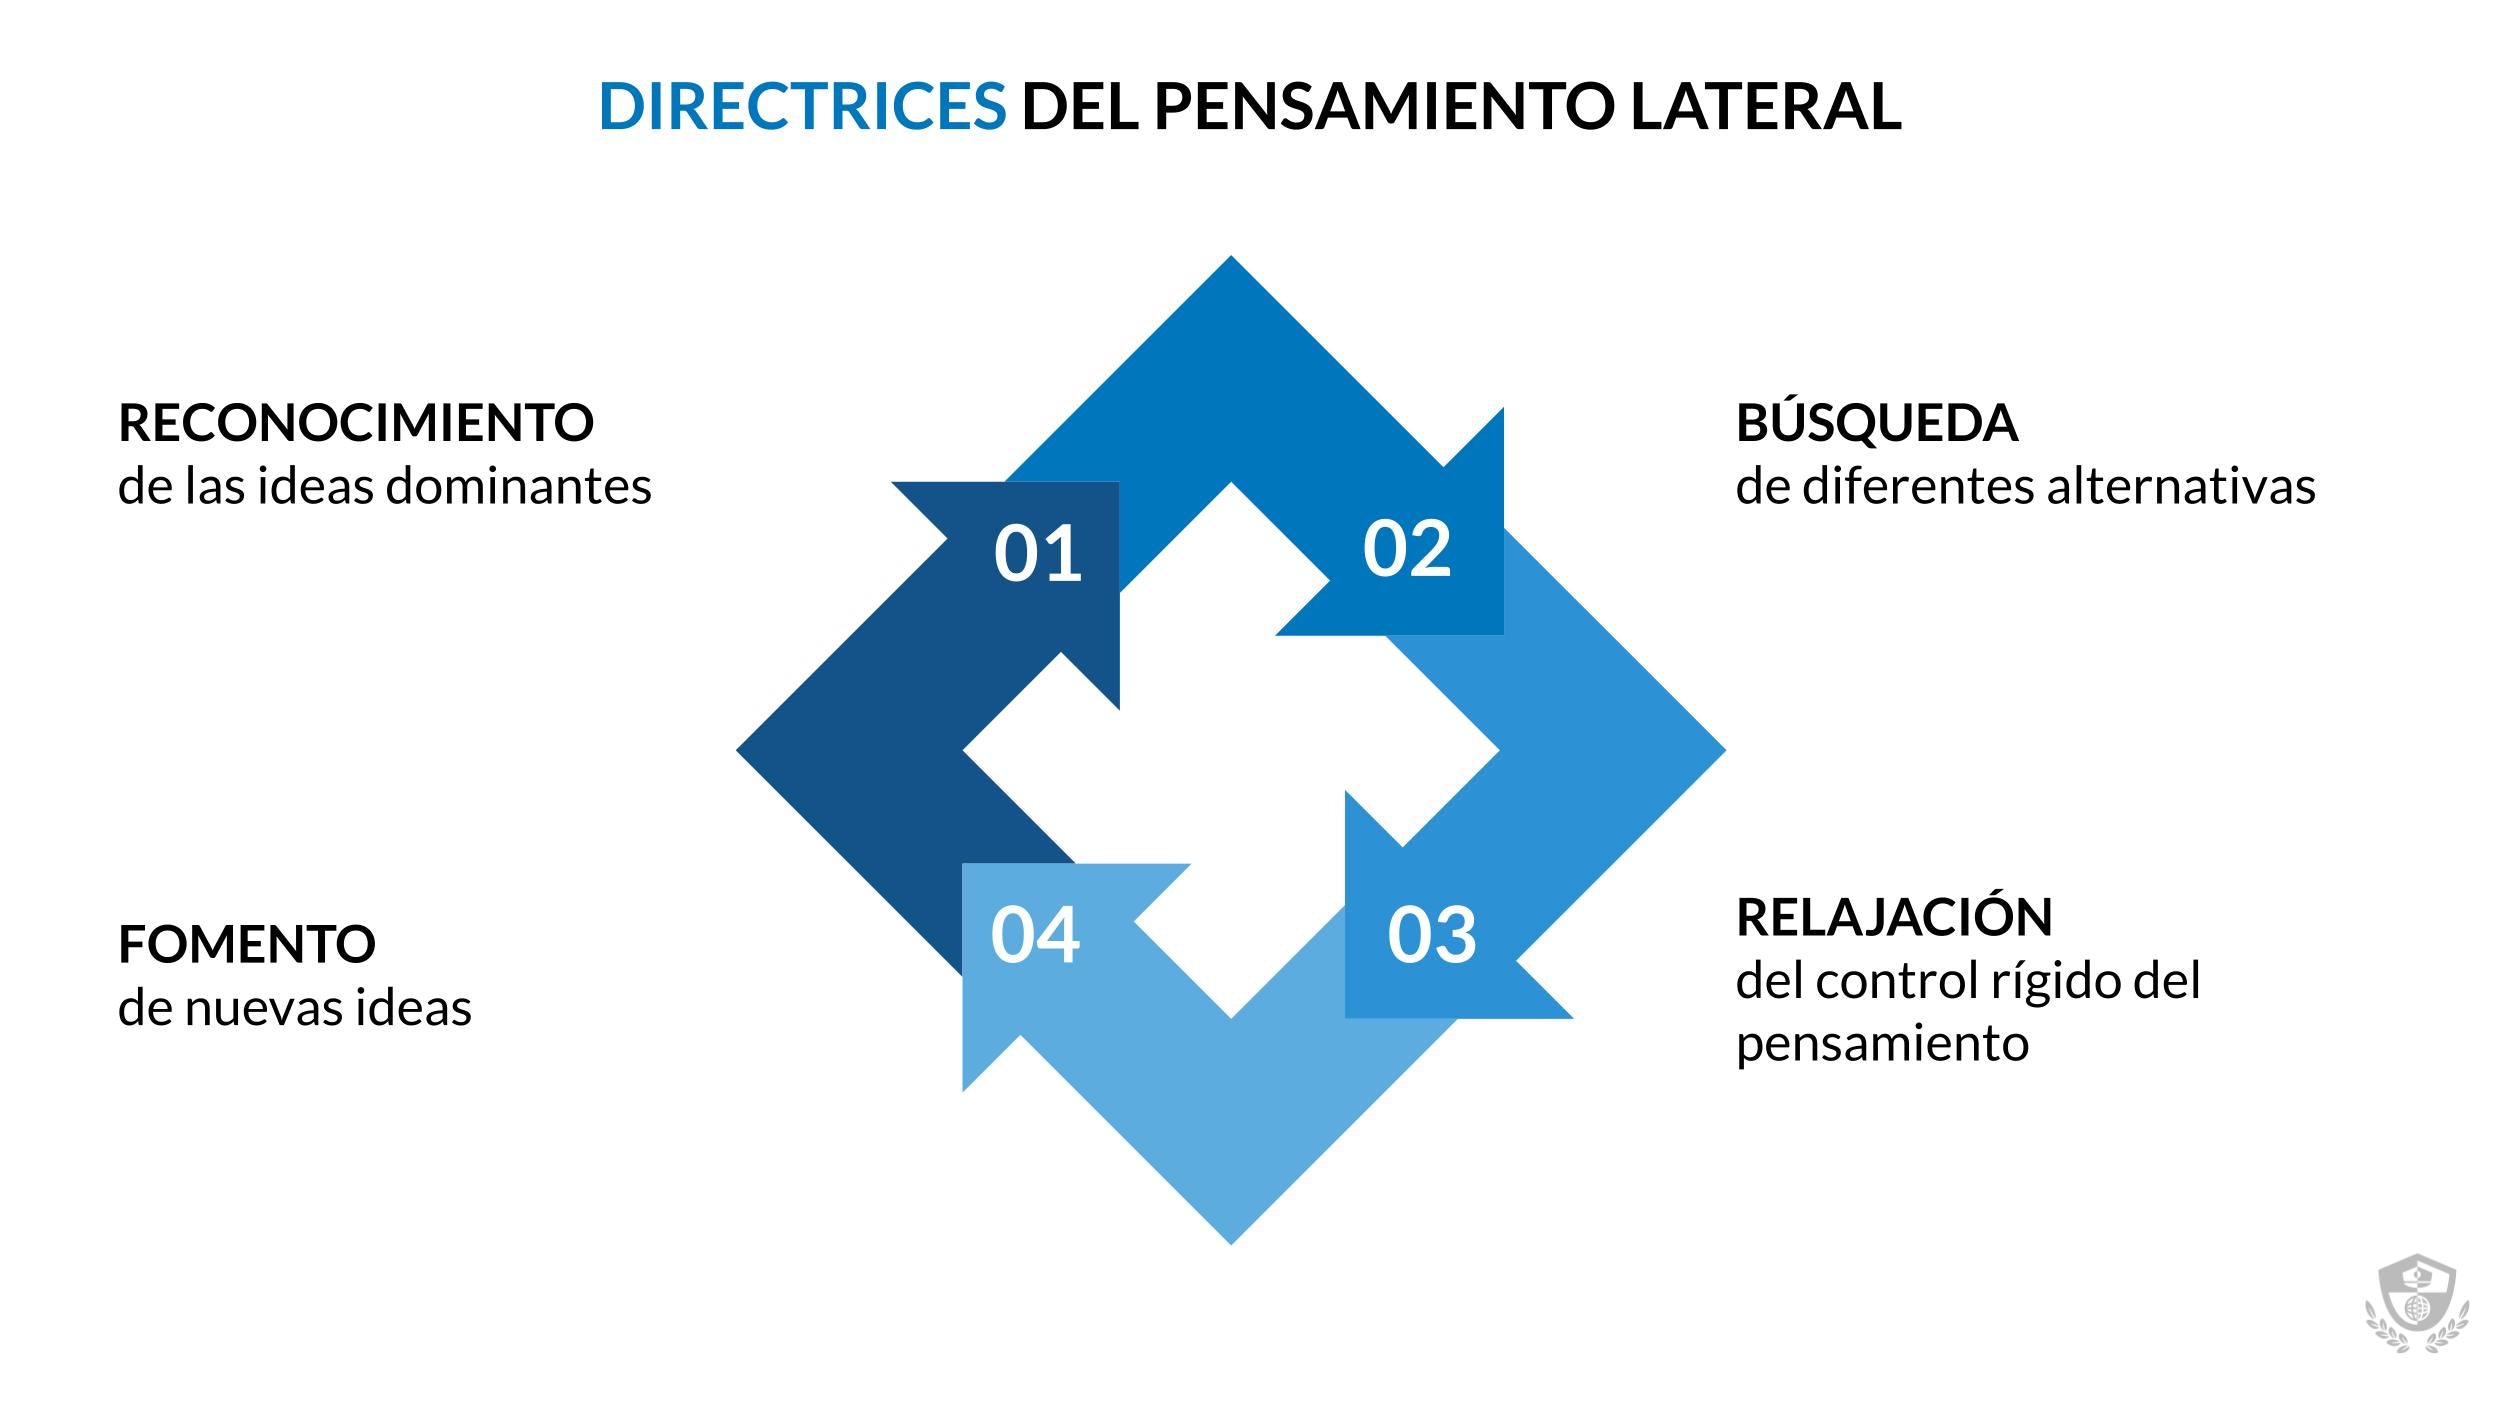 DIRECTRICES DEL PENSAMIENTO LATERAL
RECONOCIMIENTO
de las ideas dominantes
01
02
BÚSQUEDA
de diferentes alternativas
FOMENTO
de nuevas ideas
04
03
RELAJACIÓN
del control rígido del
pensamiento